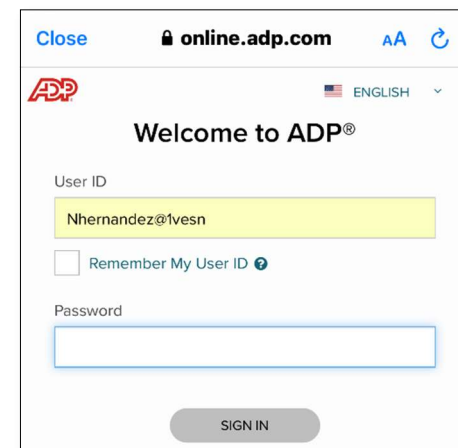 Close online.adp.com AA
ADP ENGLISH
Welcome to ADP®
User ID
Nhernandez@1vesn
Remember My User ID ?
Password
SIGN IN